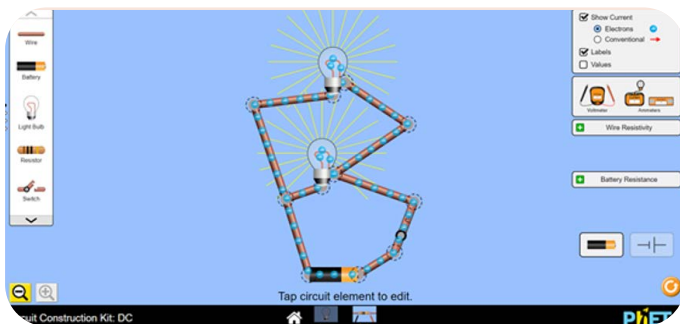 Show Current
Electrons
Conventional
Labels
Values
Wire
Battery
Light Bulb
Resistor
Switch
Voltmeter
Ammeters
Wire Resistivity
Battery Resistance
Tap circuit element to edit.
cuit Construction Kit: DC
PhET